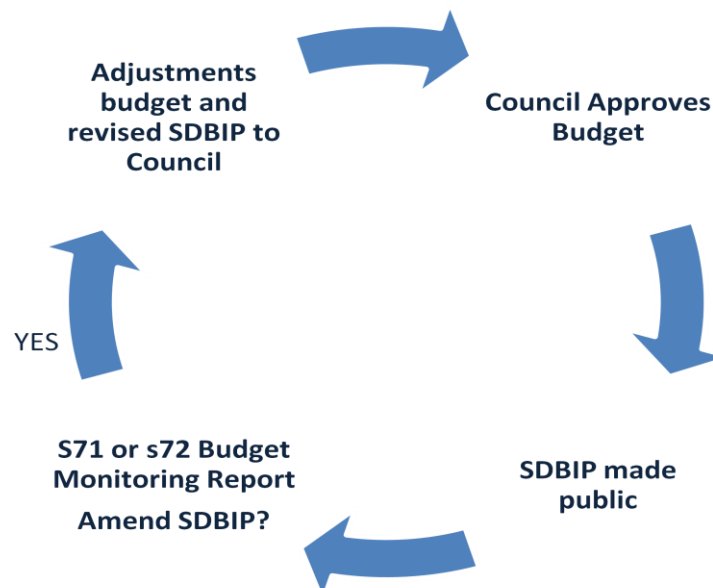 Adjustments
budget and
revised SDBIP to
Council
Council Approves
Budget
YES
S71 or s72 Budget
Monitoring Report
Amend SDBIP?
SDBIP made
public